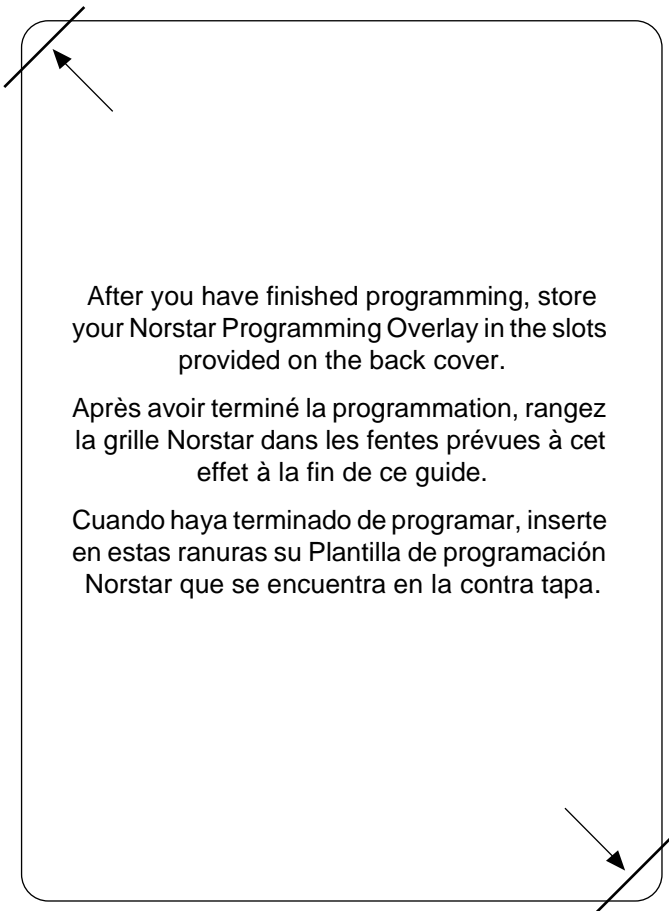 After you have finished programming, store
your Norstar Programming Overlay in the slots
provided on the back cover.
Après avoir terminé la programmation, rangez
la grille Norstar dans les fentes prévues à cet
effet à la fin de ce guide.
Cuando haya terminado de programar, inserte
en estas ranuras su Plantilla de programación
Norstar que se encuentra en la contra tapa.